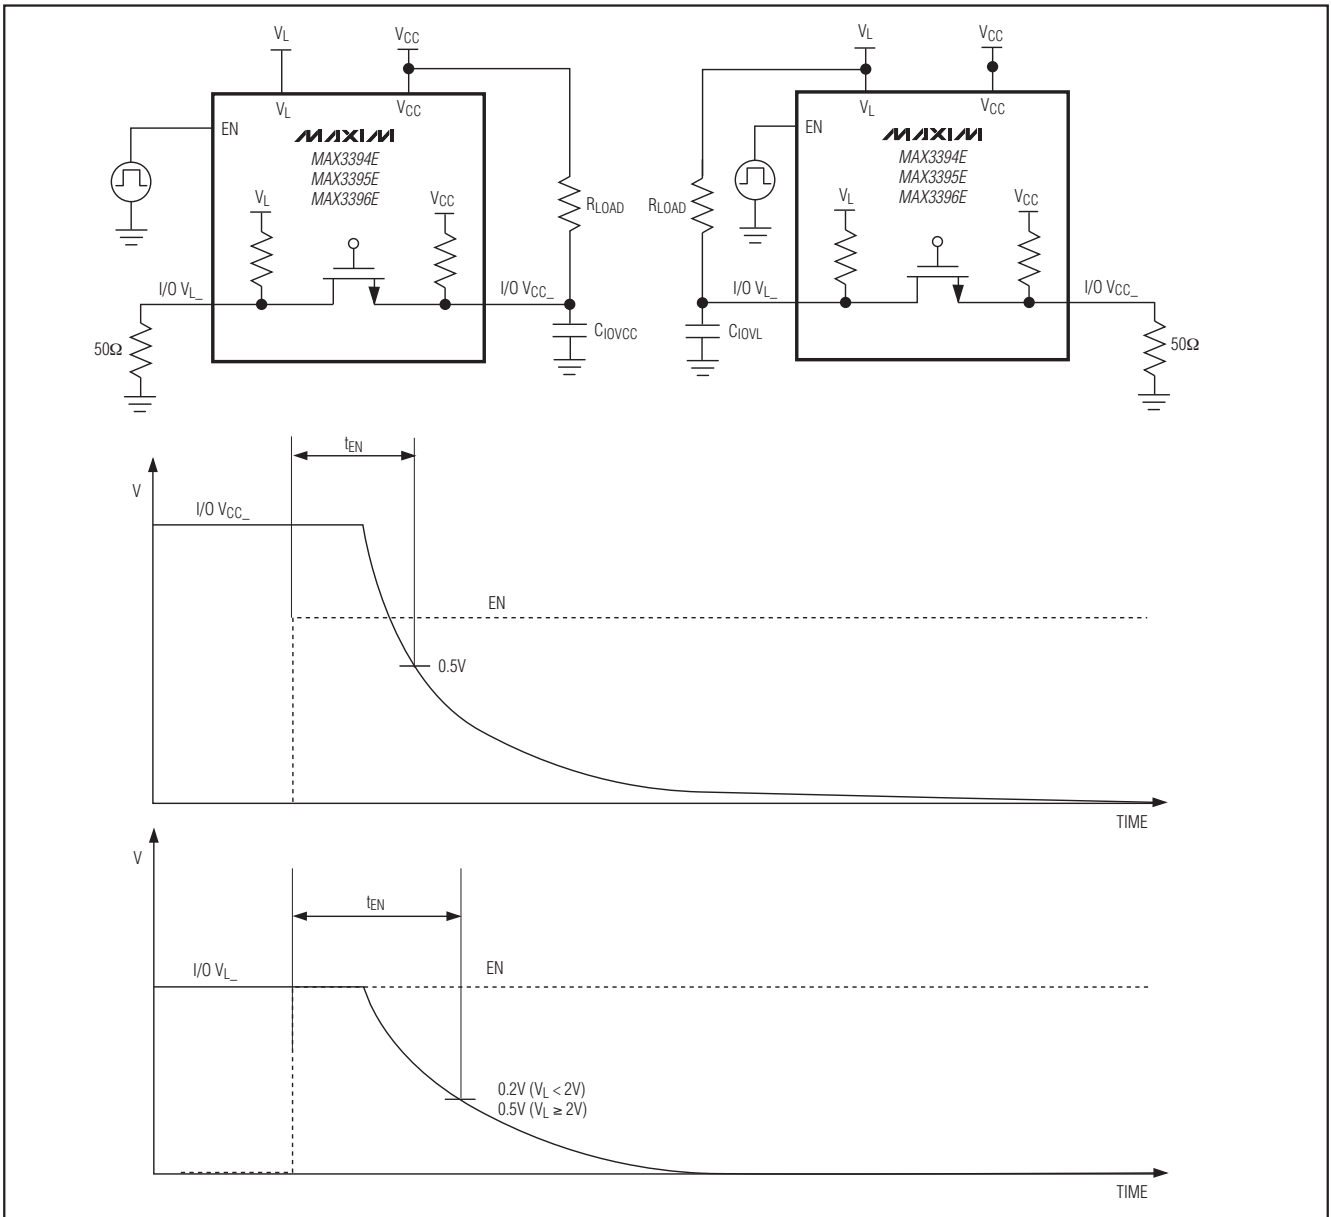 VL
VCC
VL
VCC
EN
MAXIM
MAX3394E
MAX3395E
MAX3396E
VL
VCC
RLOAD
I/O VL_
I/O VCC_
50Ω
CIOVCC
VL
VCC
VL
VCC
EN
MAXIM
MAX3394E
MAX3395E
MAX3396E
VL
VCC
RLOAD
I/O VL_
I/O VCC_
CIOVL
50Ω
tEN
V
I/O VCC_
EN
0.5V
TIME
V
tEN
I/O VL_
EN
0.2V (VL < 2V)
0.5V (VL ≥ 2V)
TIME